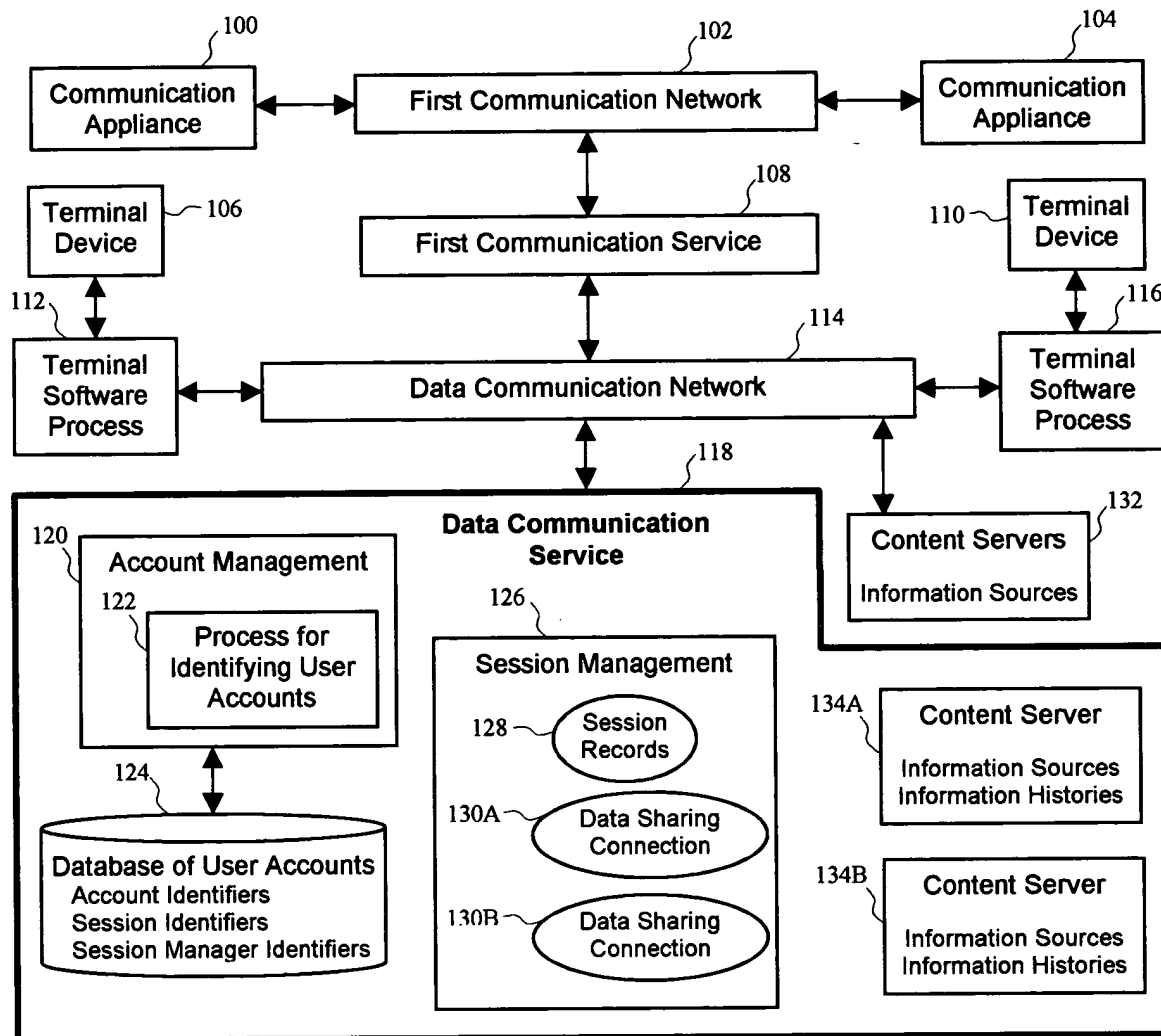 100
102
104
Communication
Appliance
First Communication Network
Communication
Appliance
108
Terminal
Device
106
First Communication Service
110
Terminal
Device
112
114
116
Terminal
Software
Process
Data Communication Network
Terminal
Software
Process
118
Data Communication
Service
120
Account Management
122
Process for
Identifying User
Accounts
126
Session Management
Content Servers
Information Sources
132
128
Session
Records
134A
Content Server
Information Sources
Information Histories
124
Database of User Accounts
Account Identifiers
Session Identifiers
Session Manager Identifiers
130A
Data Sharing
Connection
130B
Data Sharing
Connection
134B
Content Server
Information Sources
Information Histories